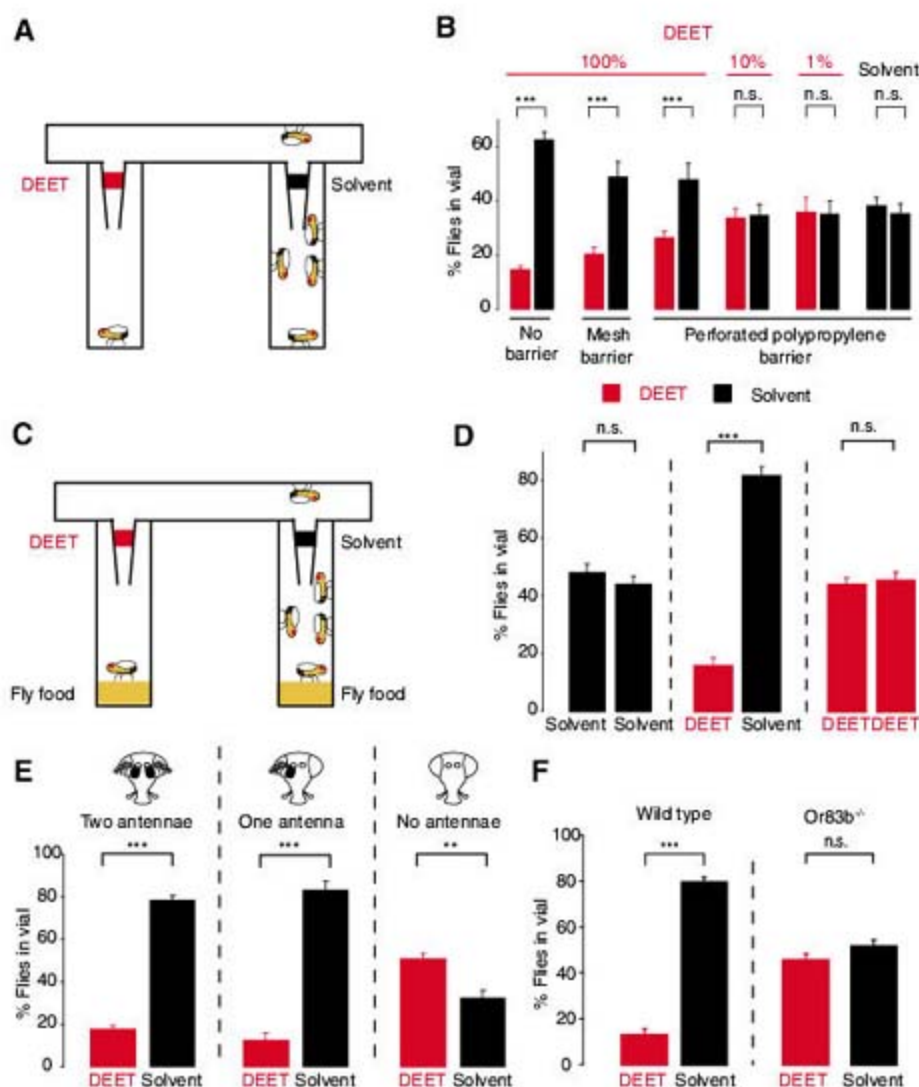 A
DEET
Solvent
B
DEET
100% 10% 1% Solvent
*** *** *** n.s. n.s. n.s.
% Flies in vial
60
40
20
0
No barrier
Mesh barrier
Perforated polypropylene barrier
DEET Solvent
C
DEET
Solvent
Fly food
Fly food
D
n.s. *** n.s.
% Flies in vial
80
60
40
20
0
Solvent Solvent DEET Solvent DEET DEET
E
Two antennae One antenna No antennae
*** *** **
% Flies in vial
100
80
60
40
20
0
DEET Solvent DEET Solvent DEET Solvent
F
Wild type Or83b-/-
*** n.s.
% Flies in vial
100
80
60
40
20
0
DEET Solvent DEET Solvent